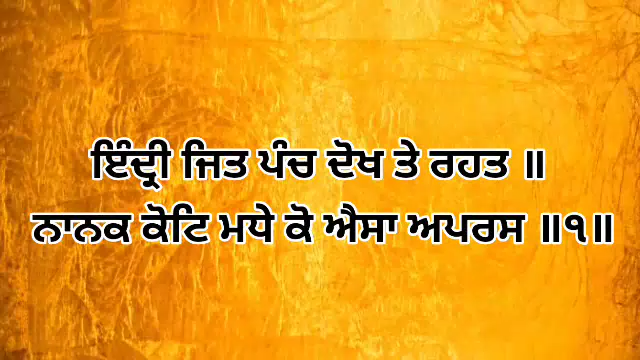 ਇੰਦ੍ਰੀ ਜਿਤ ਪੰਚ ਦੋਖ ਤੇ ਰਹਤ ॥
ਨਾਨਕ ਕੋਟਿ ਮਧੇ ਕੋ ਐਸਾ ਅਪਰਸ ॥੧॥